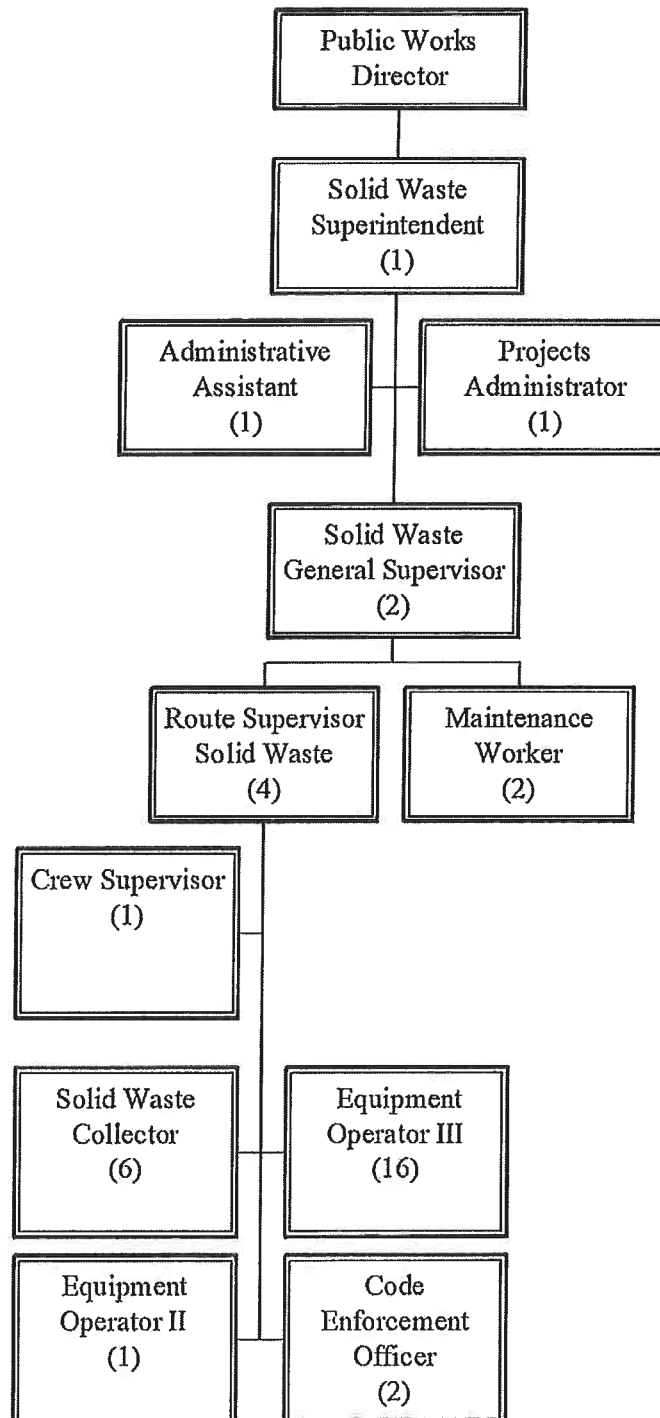 Public Works
Director
Solid Waste
Superintendent
(1)
Administrative
Assistant
(1)
Projects
Administrator
(1)
Solid Waste
General Supervisor
(2)
Route Supervisor
Solid Waste
(4)
Maintenance
Worker
(2)
Crew Supervisor
(1)
Solid Waste
Collector
(6)
Equipment
Operator III
(16)
Equipment
Operator II
(1)
Code
Enforcement
Officer
(2)